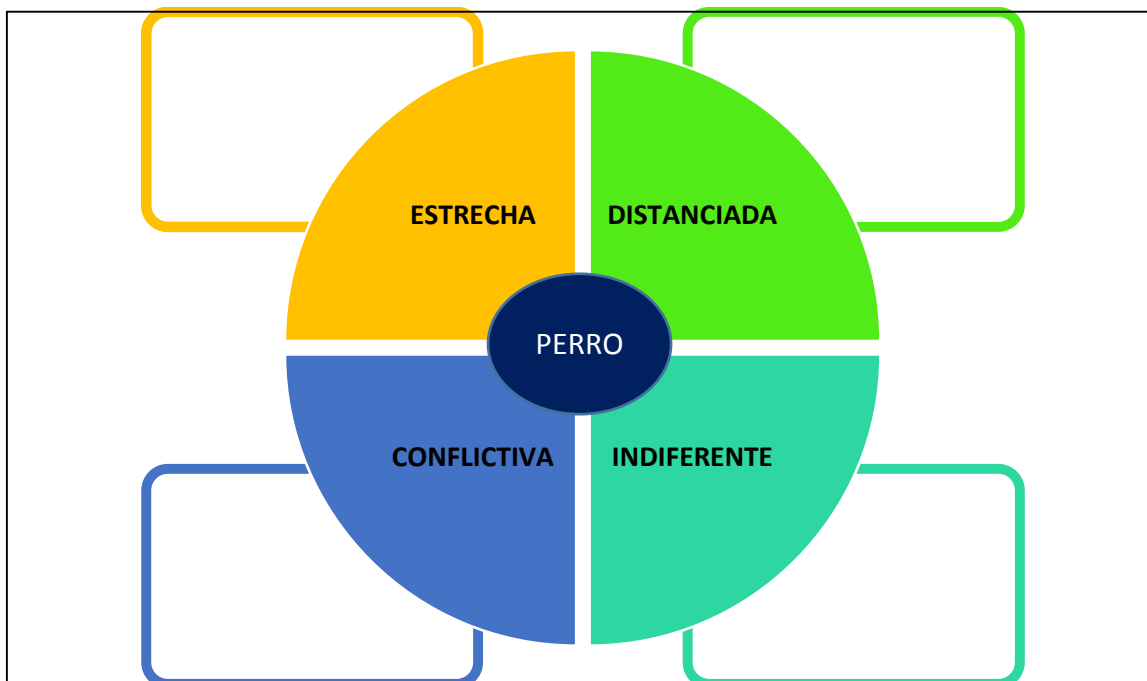 ESTRECHA
DISTANCIADA
PERRO
CONFLICTIVA
INDIFERENTE